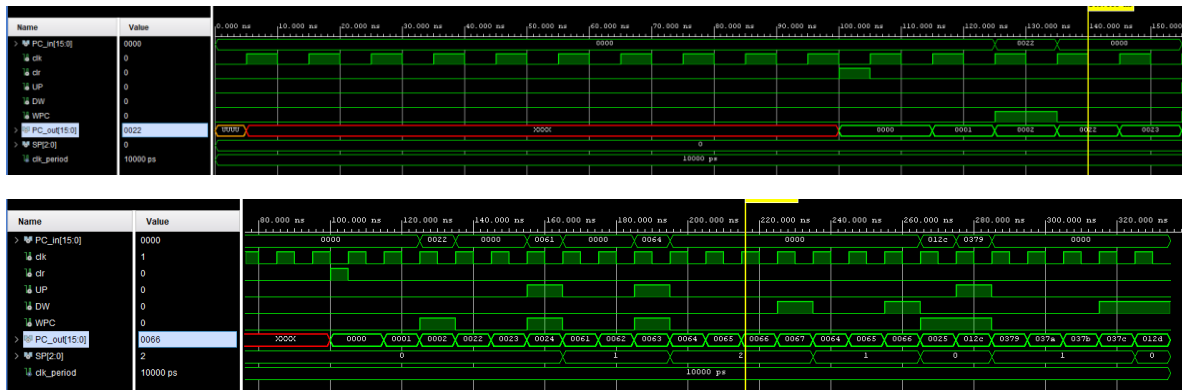 Name Value 0.000 ns 10.000 ns 20.000 ns 30.000 ns 40.000 ns 50.000 ns 60.000 ns 70.000 ns 80.000 ns 90.000 ns 100.000 ns 110.000 ns 120.000 ns 130.000 ns 140.000 ns 150.000
PC_in[15:0] 0000 0000 0022 0000
clk 0
clr 0
UP 0
DW 0
WPC 0
PC_out[15:0] 0022 UUUU XXXX 0000 0001 0002 0022 0023
SP[2:0] 0 0
clk_period 10000 ps 10000 ps
Name Value 80.000 ns 100.000 ns 120.000 ns 140.000 ns 160.000 ns 180.000 ns 200.000 ns 220.000 ns 240.000 ns 260.000 ns 280.000 ns 300.000 ns 320.000 ns
PC_in[15:0] 0000 0000 0022 0000 0061 0000 0064 0000 012c 0379 0000
clk 1
clr 0
UP 0
DW 0
WPC 0
PC_out[15:0] 0066 XXXX 0000 0001 0002 0022 0023 0024 0061 0062 0063 0064 0065 0066 0067 0064 0065 0066 0025 012c 0379 037a 037b 037c 012d
SP[2:0] 2 0 1 2 1 0 1 0
clk_period 10000 ps 10000 ps